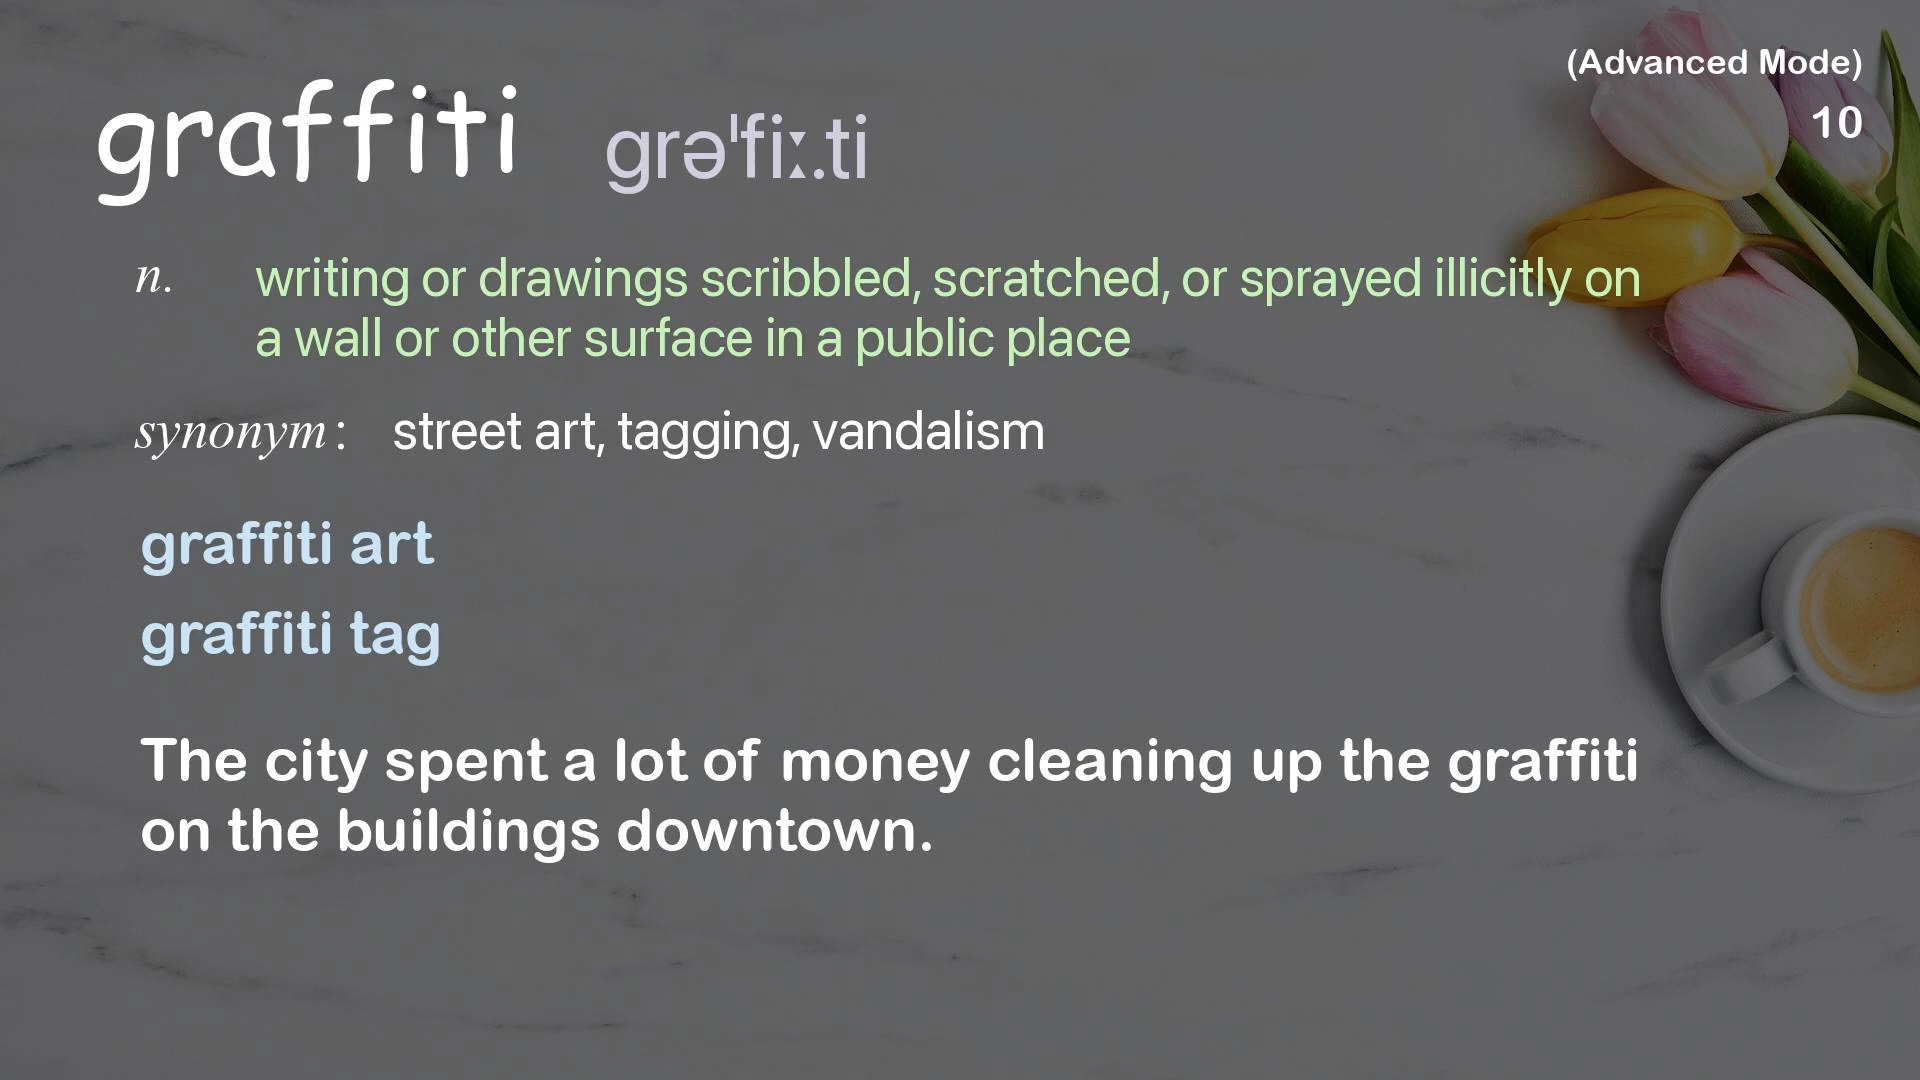 (Advanced Mode)
10
graffiti grəˈfiː.ti
n. writing or drawings scribbled, scratched, or sprayed illicitly on
a wall or other surface in a public place
synonym: street art, tagging, vandalism
graffiti art
graffiti tag
The city spent a lot of money cleaning up the graffiti
on the buildings downtown.